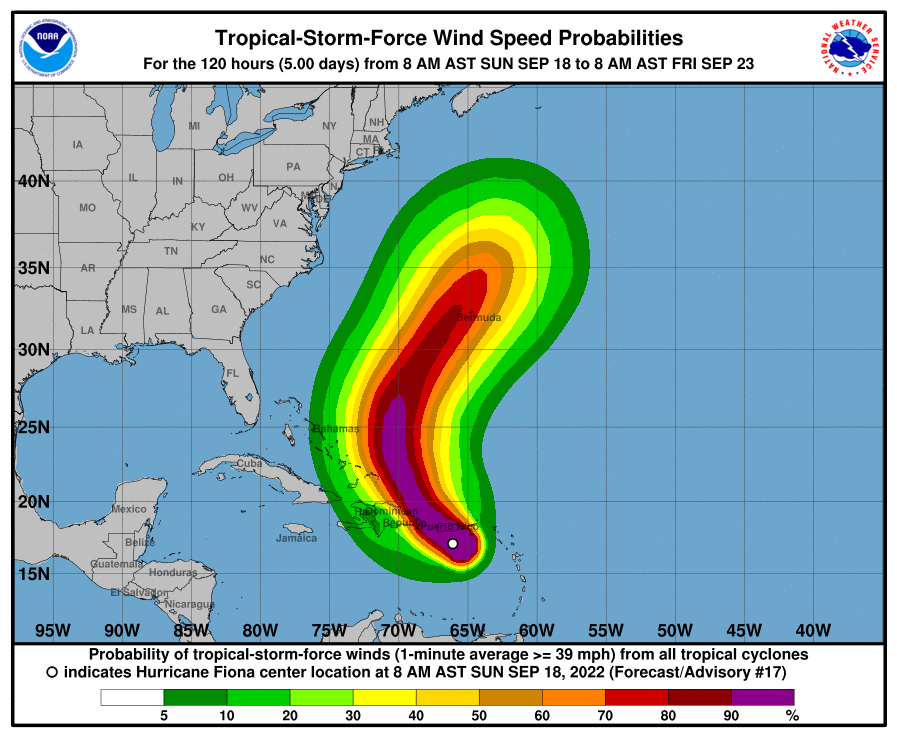 Tropical-Storm-Force Wind Speed Probabilities
For the 120 hours (5.00 days) from 8 AM AST SUN SEP 18 to 8 AM AST FRI SEP 23
NOAA
NATIONAL WEATHER SERVICE
NH
MI
NY
MA
IA
CT
PA
IL
IN
OH
40N
NJ
DE
MO
WV
KY
VA
TN
NC
35N
AR
SC
MS
AL
GA
Bermuda
LA
30N
FL
25N
Bahamas
Cuba
20N
Mexico
Dominican
Republic
Puerto Rico
Jamaica
Belize
Guatemala
15N
Honduras
El Salvador
Nicaragua
95W 90W 85W 80W 75W 70W 65W 60W 55W 50W 45W 40W
Probability of tropical-storm-force winds (1-minute average >= 39 mph) from all tropical cyclones
indicates Hurricane Fiona center location at 8 AM AST SUN SEP 18, 2022 (Forecast/Advisory #17)
5 10 20 30 40 50 60 70 80 90 %